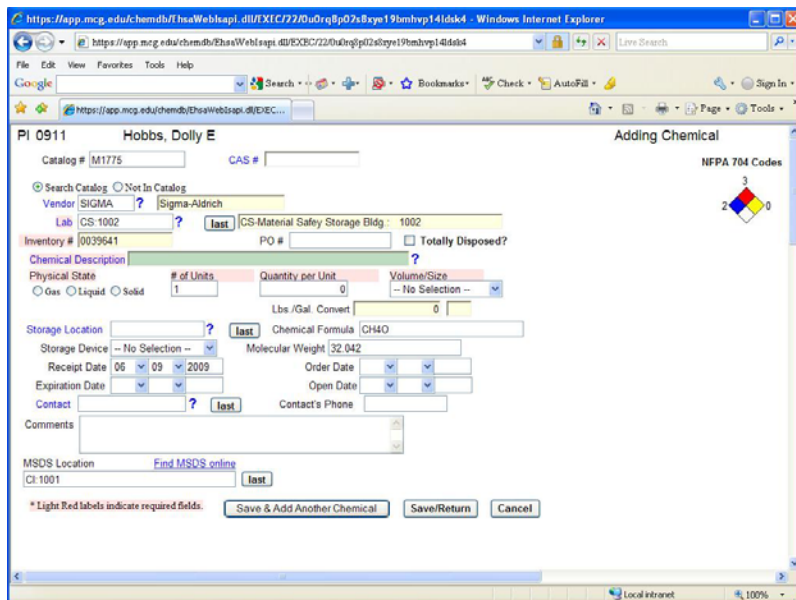 https://app.mcg.edu/chemdb/EhsaWebIsapi.dll/EXEC/22/0u0rq8p02s8xye19bmhvp14ldsk4 - Windows Internet Explorer
https://app.mcg.edu/chemdb/EhsaWebIsapi.dll/EXEC/22/0u0rq8p02s8xye19bmhvp14ldsk4 Live Search
File Edit View Favorites Tools Help
Google Search Bookmarks Check AutoFill Sign In
https://app.mcg.edu/chemdb/EhsaWebIsapi.dll/EXEC... Page Tools
PI 0911 Hobbs, Dolly E Adding Chemical
Catalog # M1775 CAS # NFPA 704 Codes
3
Search Catalog Not In Catalog
Vendor SIGMA ? Sigma-Aldrich 2 0
Lab CS:1002 ? last CS-Material Safey Storage Bldg.: 1002
Inventory # 0039641 PO # Totally Disposed?
Chemical Description ?
Physical State # of Units Quantity per Unit Volume/Size
Gas Liquid Solid 1 0 -- No Selection --
Lbs./Gal. Convert 0
Storage Location ? last Chemical Formula CH4O
Storage Device -- No Selection -- Molecular Weight 32.042
Receipt Date 06 09 2009 Order Date
Expiration Date Open Date
Contact ? last Contact's Phone
Comments
MSDS Location Find MSDS online
CI:1001 last
* Light Red labels indicate required fields. Save & Add Another Chemical Save/Return Cancel
Local intranet 100%